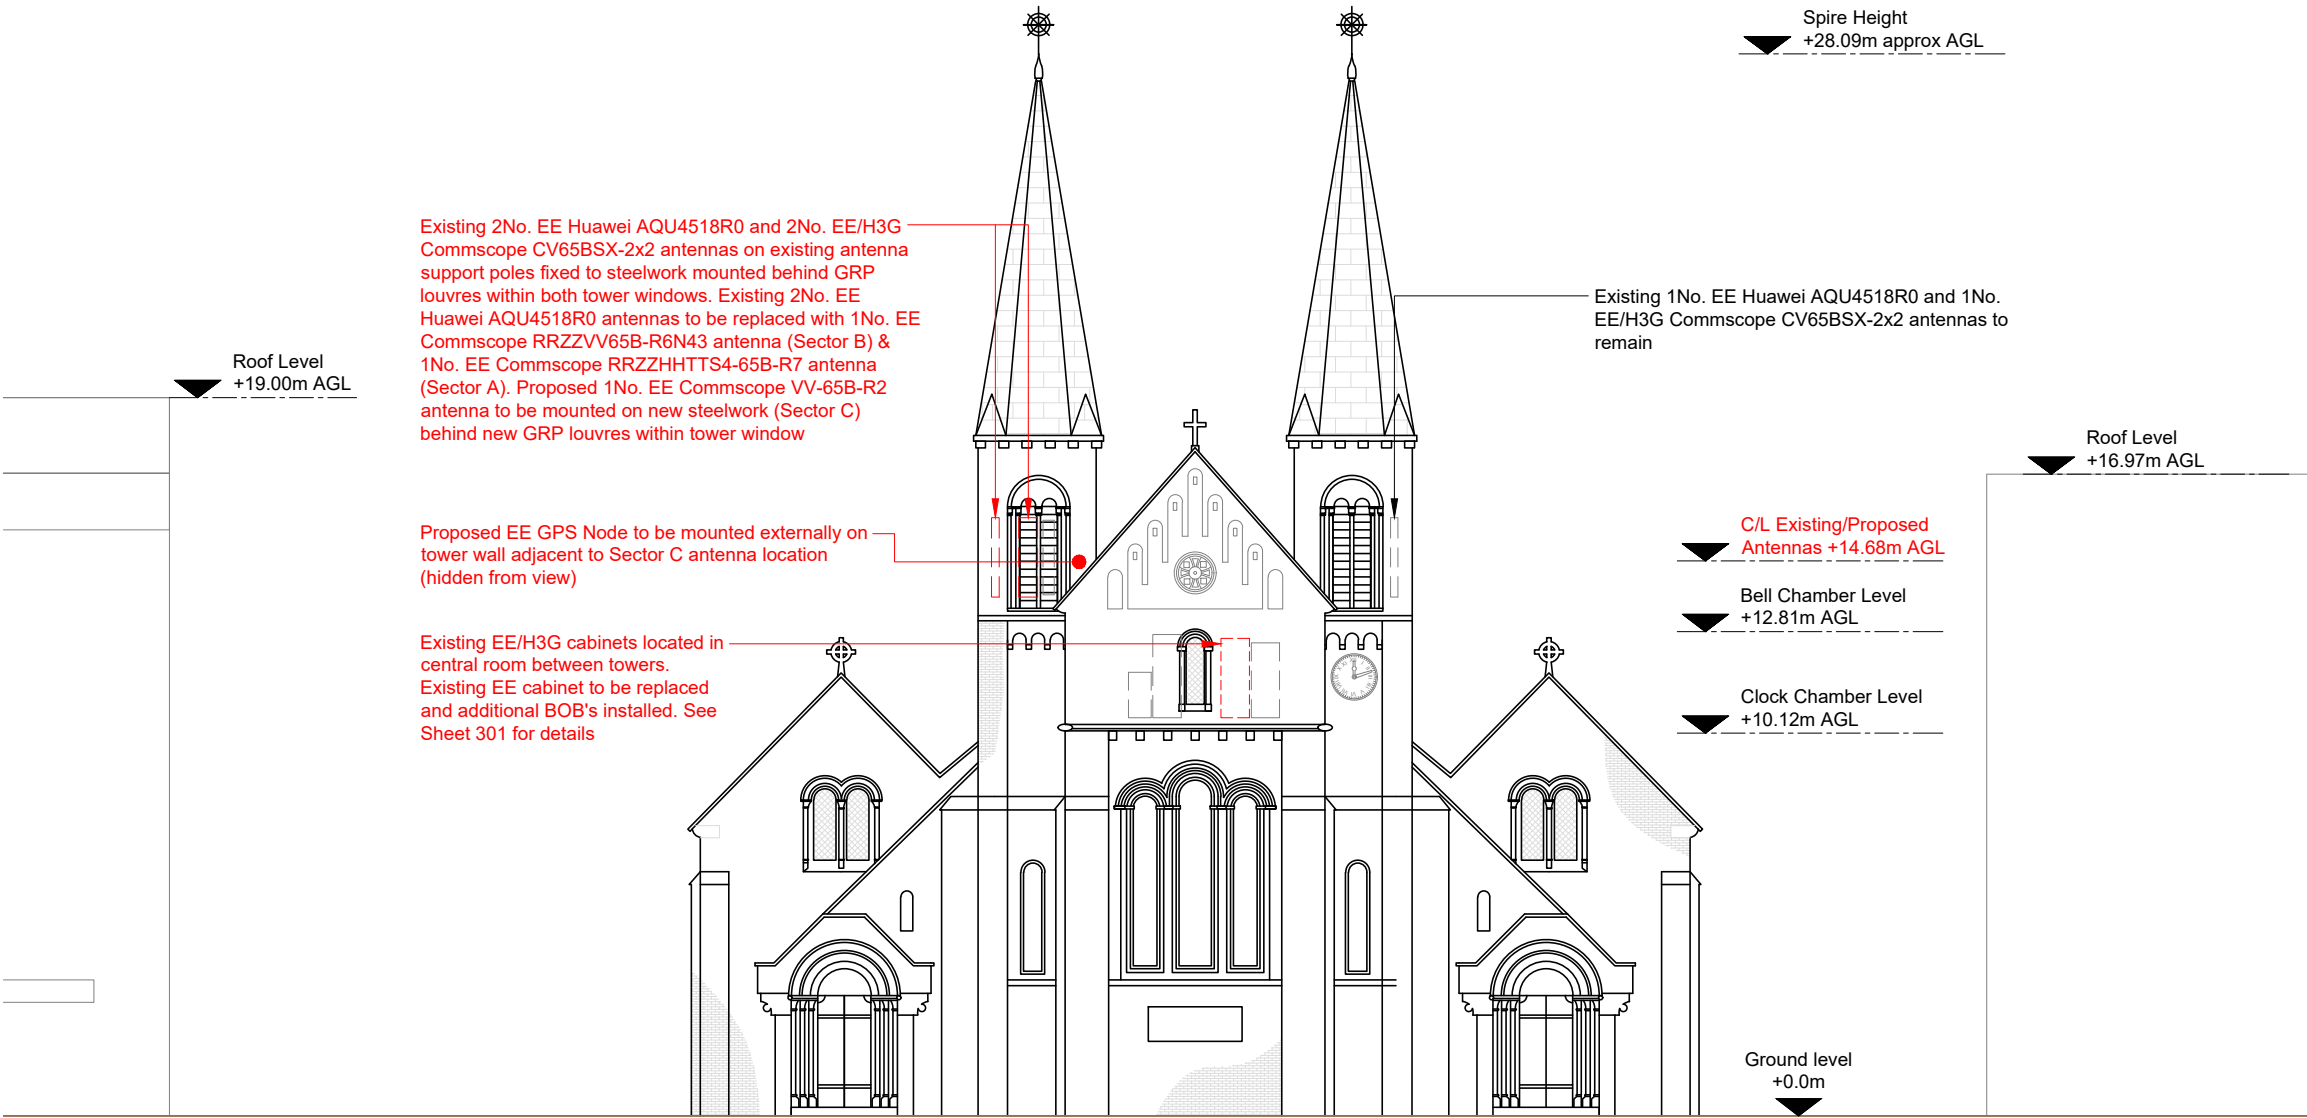 Spire Height
+28.09m approx AGL
Existing 2No. EE Huawei AQU4518R0 and 2No. EE/H3G
Commscope CV65BSX-2x2 antennas on existing antenna
support poles fixed to steelwork mounted behind GRP
louvres within both tower windows. Existing 2No. EE
Huawei AQU4518R0 antennas to be replaced with 1No. EE
Commscope RRZZVV65B-R6N43 antenna (Sector B) &
1No. EE Commscope RRZZHHTTS4-65B-R7 antenna
(Sector A). Proposed 1No. EE Commscope VV-65B-R2
antenna to be mounted on new steelwork (Sector C)
behind new GRP louvres within tower window
Existing 1No. EE Huawei AQU4518R0 and 1No.
EE/H3G Commscope CV65BSX-2x2 antennas to
remain
Roof Level
+19.00m AGL
Roof Level
+16.97m AGL
Proposed EE GPS Node to be mounted externally on
tower wall adjacent to Sector C antenna location
(hidden from view)
C/L Existing/Proposed
Antennas +14.68m AGL
Bell Chamber Level
+12.81m AGL
Existing EE/H3G cabinets located in
central room between towers.
Existing EE cabinet to be replaced
and additional BOB's installed. See
Sheet 301 for details
Clock Chamber Level
+10.12m AGL
Ground level
+0.0m